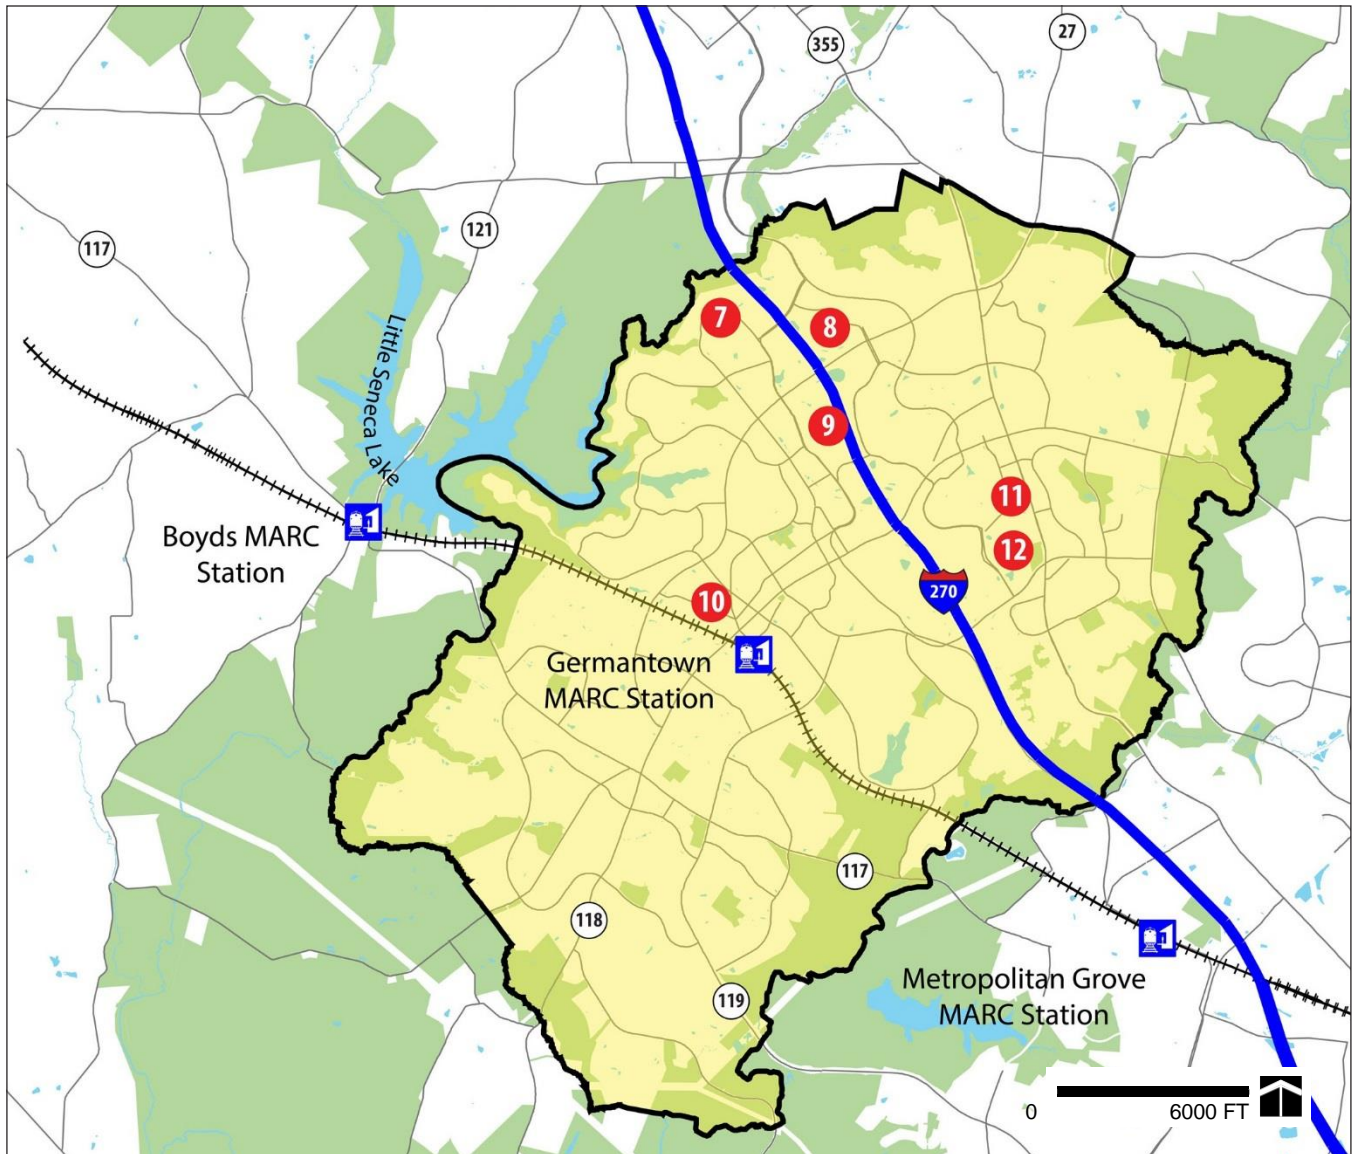 355
27
121
117
7
8
Little Seneca Lake
9
11
Boyds MARC
Station
12
270
10
Germantown
MARC Station
117
118
119
Metropolitan Grove
MARC Station
0
6000 FT